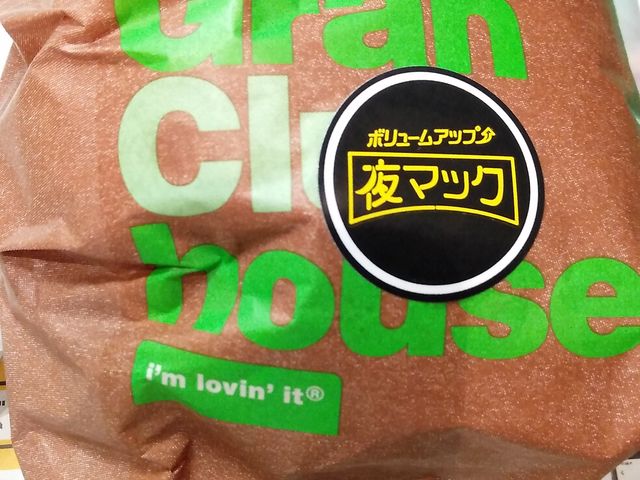 Gran
Clu
house
ボリュームアップ
夜マック
i'm lovin' it®